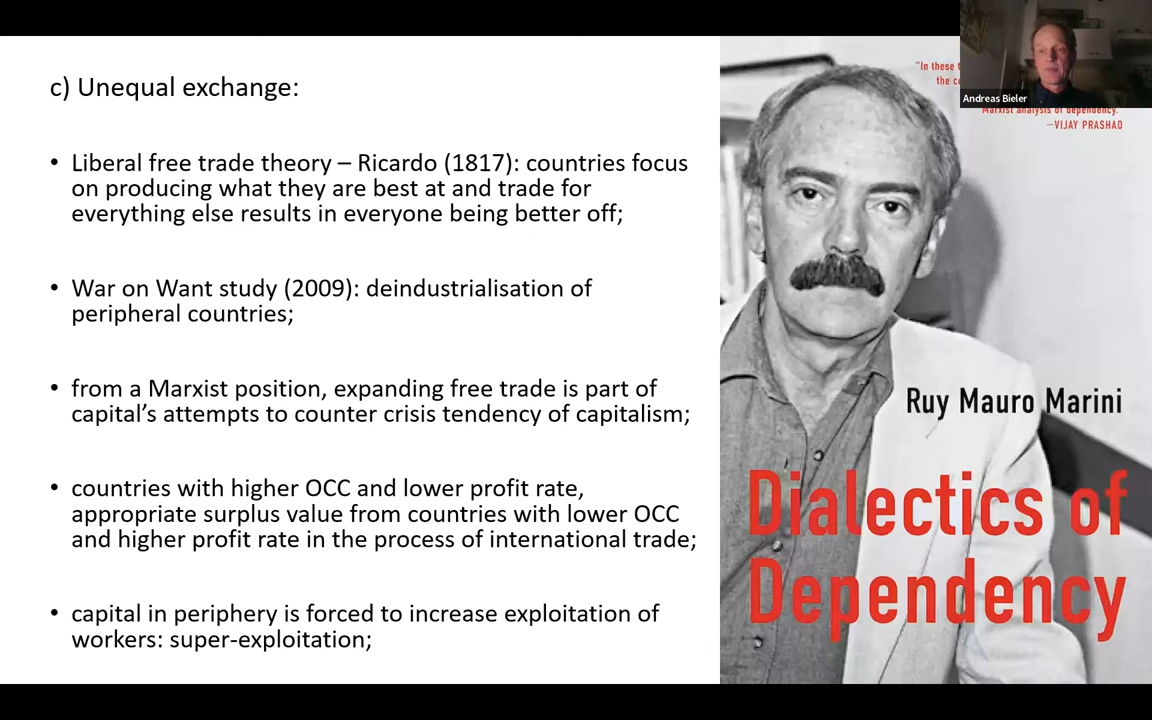 c) Unequal exchange:
• Liberal free trade theory – Ricardo (1817): countries focus
on producing what they are best at and trade for
everything else results in everyone being better off;
• War on Want study (2009): deindustrialisation of
peripheral countries;
• from a Marxist position, expanding free trade is part of
capital’s attempts to counter crisis tendency of capitalism;
• countries with higher OCC and lower profit rate,
appropriate surplus value from countries with lower OCC
and higher profit rate in the process of international trade;
• capital in periphery is forced to increase exploitation of
workers: super-exploitation;
"In these
the
Andreas Bieler
Marxist analysis of dependency."
—VIJAY PRASHAD
Ruy Mauro Marini
Dialectics of
Dependency